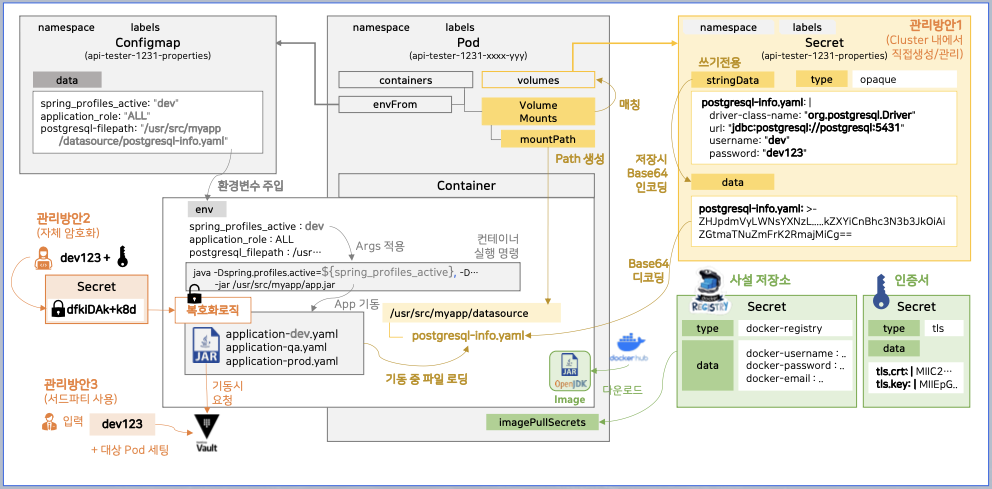 namespace labels
Configmap
(api-tester-1231-properties)
data
spring_profiles_active: "dev"
application_role: "ALL"
postgresql-filepath: "/usr/src/myapp
/datasource/postgresql-info.yaml"
환경변수 주입
namespace labels
Pod
(api-tester-1231-xxxx-yyy)
containers
envFrom
volumes
Volume
Mounts
mountPath
매칭
Path 생성
Container
namespace labels
Secret
(api-tester-1231-properties)
관리방안1
(Cluster 내에서
직접생성/관리)
쓰기전용
stringData
type
opaque
postgresql-info.yaml: |
driver-class-name: "org.postgresql.Driver"
url: "jdbc:postgresql://postgresql:5431"
username: "dev"
password: "dev123"
저장시
Base64
인코딩
data
postgresql-info.yaml: >-
ZHJpdmVyLWNsYXNzL.....kZXYiCnBhc3N3b3JkOiAi
ZGtmaTNuZmFrK2RmajMiCg==
Base64
디코딩
env
spring_profiles_active : dev
application_role : ALL
postgresql_filepath : /usr···
Args 적용
컨테이너
실행 명령
java -Dspring.profiles.active=${spring_profiles_active}, -D···
-jar /usr/src/myapp/app.jar
App 기동
관리방안2
(자체 암호화)
dev123 +
Secret
dfkiDAk+k8d
복호화로직
JAR
application-dev.yaml
application-qa.yaml
application-prod.yaml
/usr/src/myapp/datasource
postgresql-info.yaml
기동 중 파일 로딩
JAR
OpenJDK
Image
dockerhub
다운로드
imagePullSecrets
기동시
요청
관리방안3
(서드파티 사용)
입력
dev123
+ 대상 Pod 세팅
Vault
REGISTRY
사설 저장소
Secret
type
docker-registry
data
docker-username : ..
docker-password : ..
docker-email : ..
인증서
Secret
type
tls
data
tls.crt: | MIIC2···
tls.key: | MIIEpG..